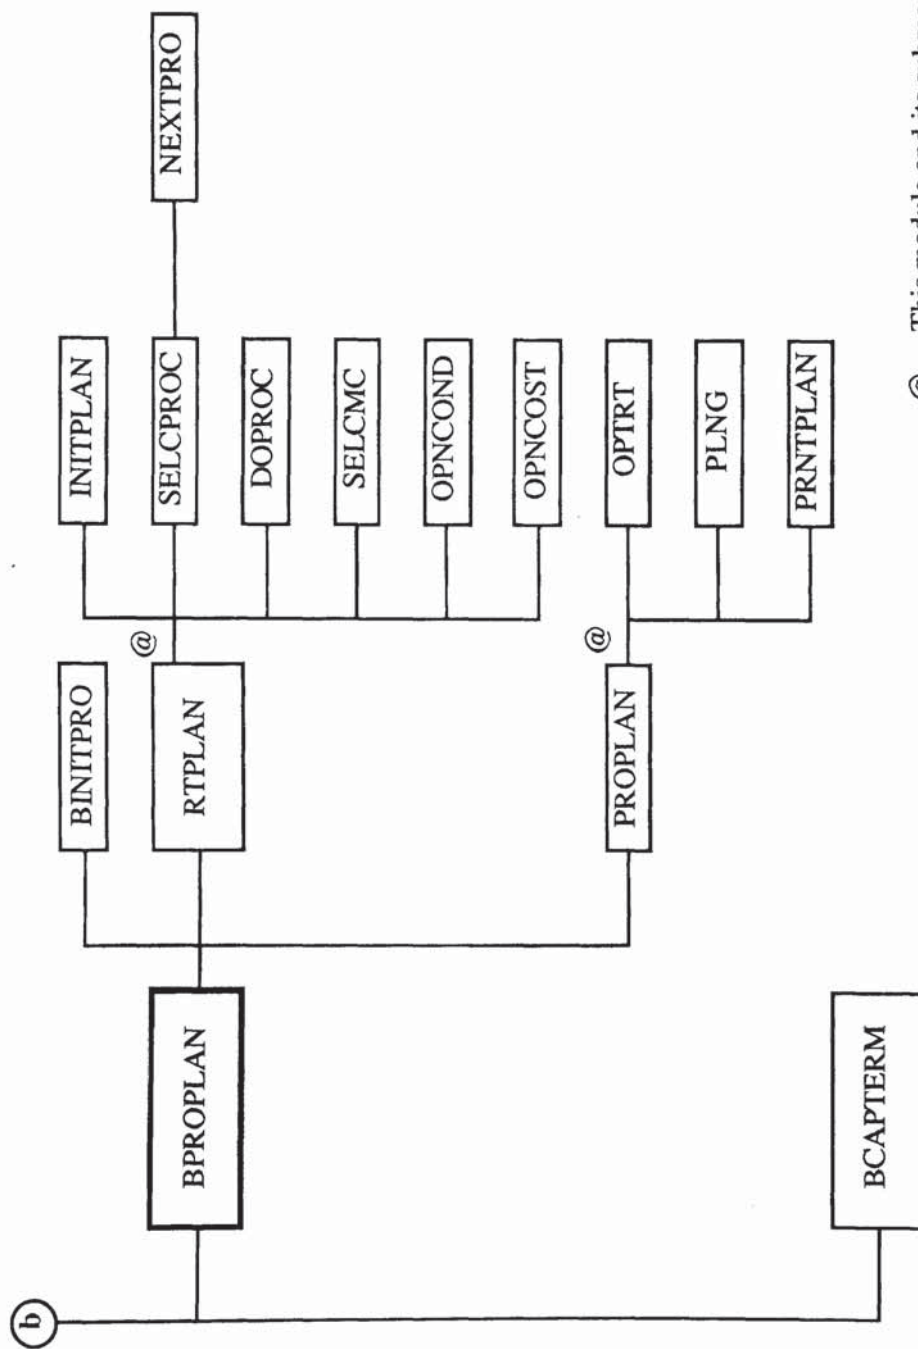 b
BPROPLAN
BCAPTERM
BINITPRO
RTPLAN
@
PROPLAN
@
INITPLAN
SELCPROC
DOPROC
SELCMC
OPNCOND
OPNCOST
OPTRT
PLNG
PRNTPLAN
NEXTPRO
@ This module and its